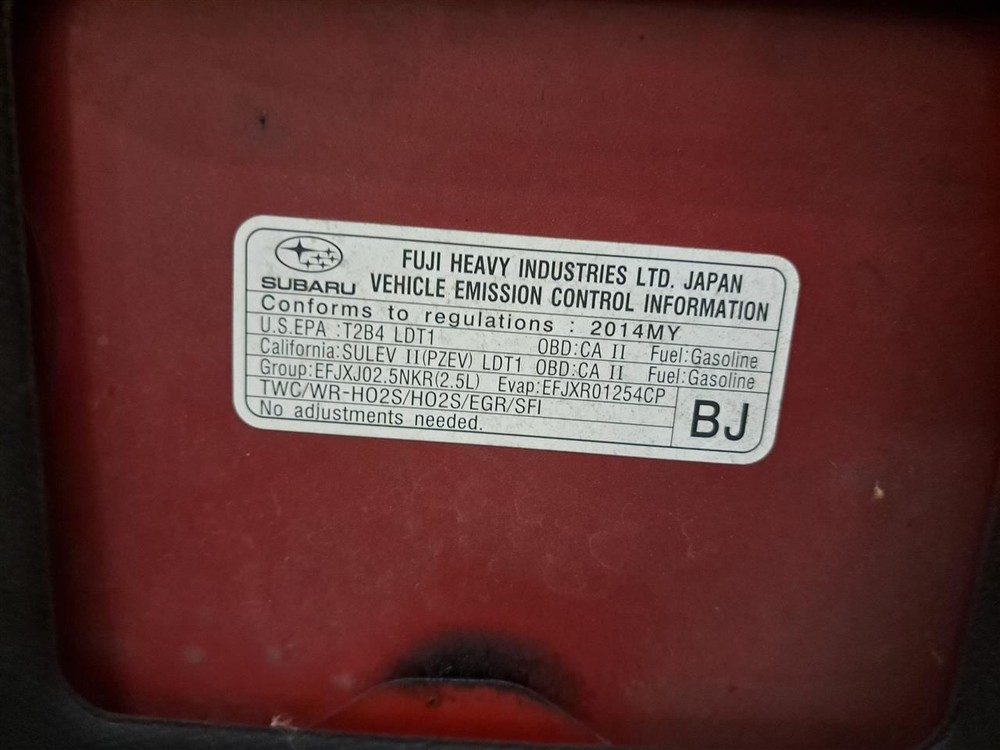 FUJI HEAVY INDUSTRIES LTD. JAPAN
SUBARU VEHICLE EMISSION CONTROL INFORMATION
Conforms to regulations : 2014MY
U.S.EPA :T2B4 LDT1 OBD:CA II Fuel:Gasoline
California:SULEV II(PZEV) LDT1 OBD:CA II Fuel:Gasoline
Group:EFJXJ02.5NKR(2.5L) Evap:EFJXR01254CP
TWC/WR-HO2S/HO2S/EGR/SFI
No adjustments needed.
BJ